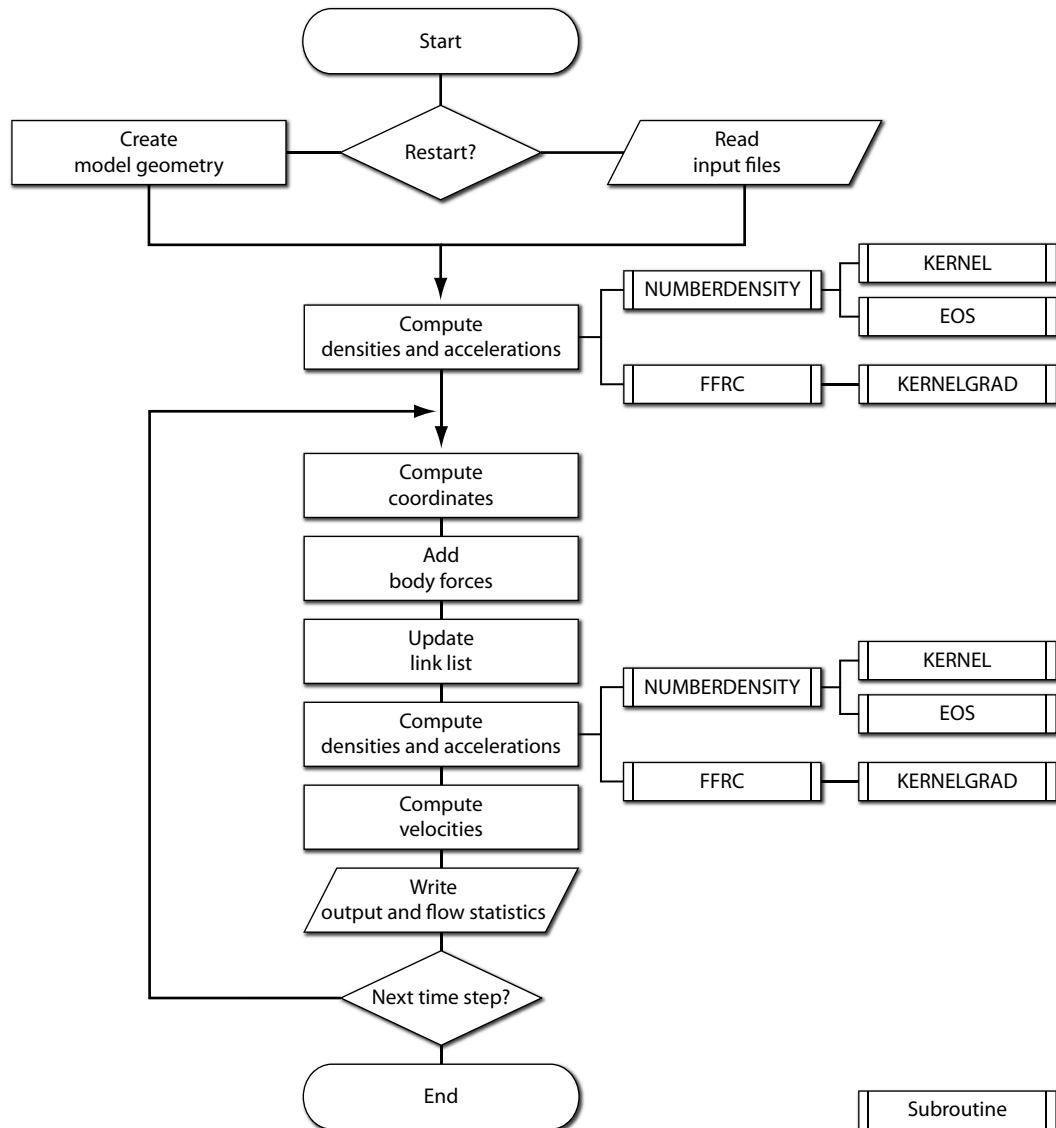 Start
Create
model geometry
Restart?
Read
input files
Compute
densities and accelerations
NUMBERDENSITY
KERNEL
EOS
FFRC
KERNELGRAD
Compute
coordinates
Add
body forces
Update
link list
Compute
densities and accelerations
NUMBERDENSITY
KERNEL
EOS
FFRC
KERNELGRAD
Compute
velocities
Write
output and flow statistics
Next time step?
End
Subroutine